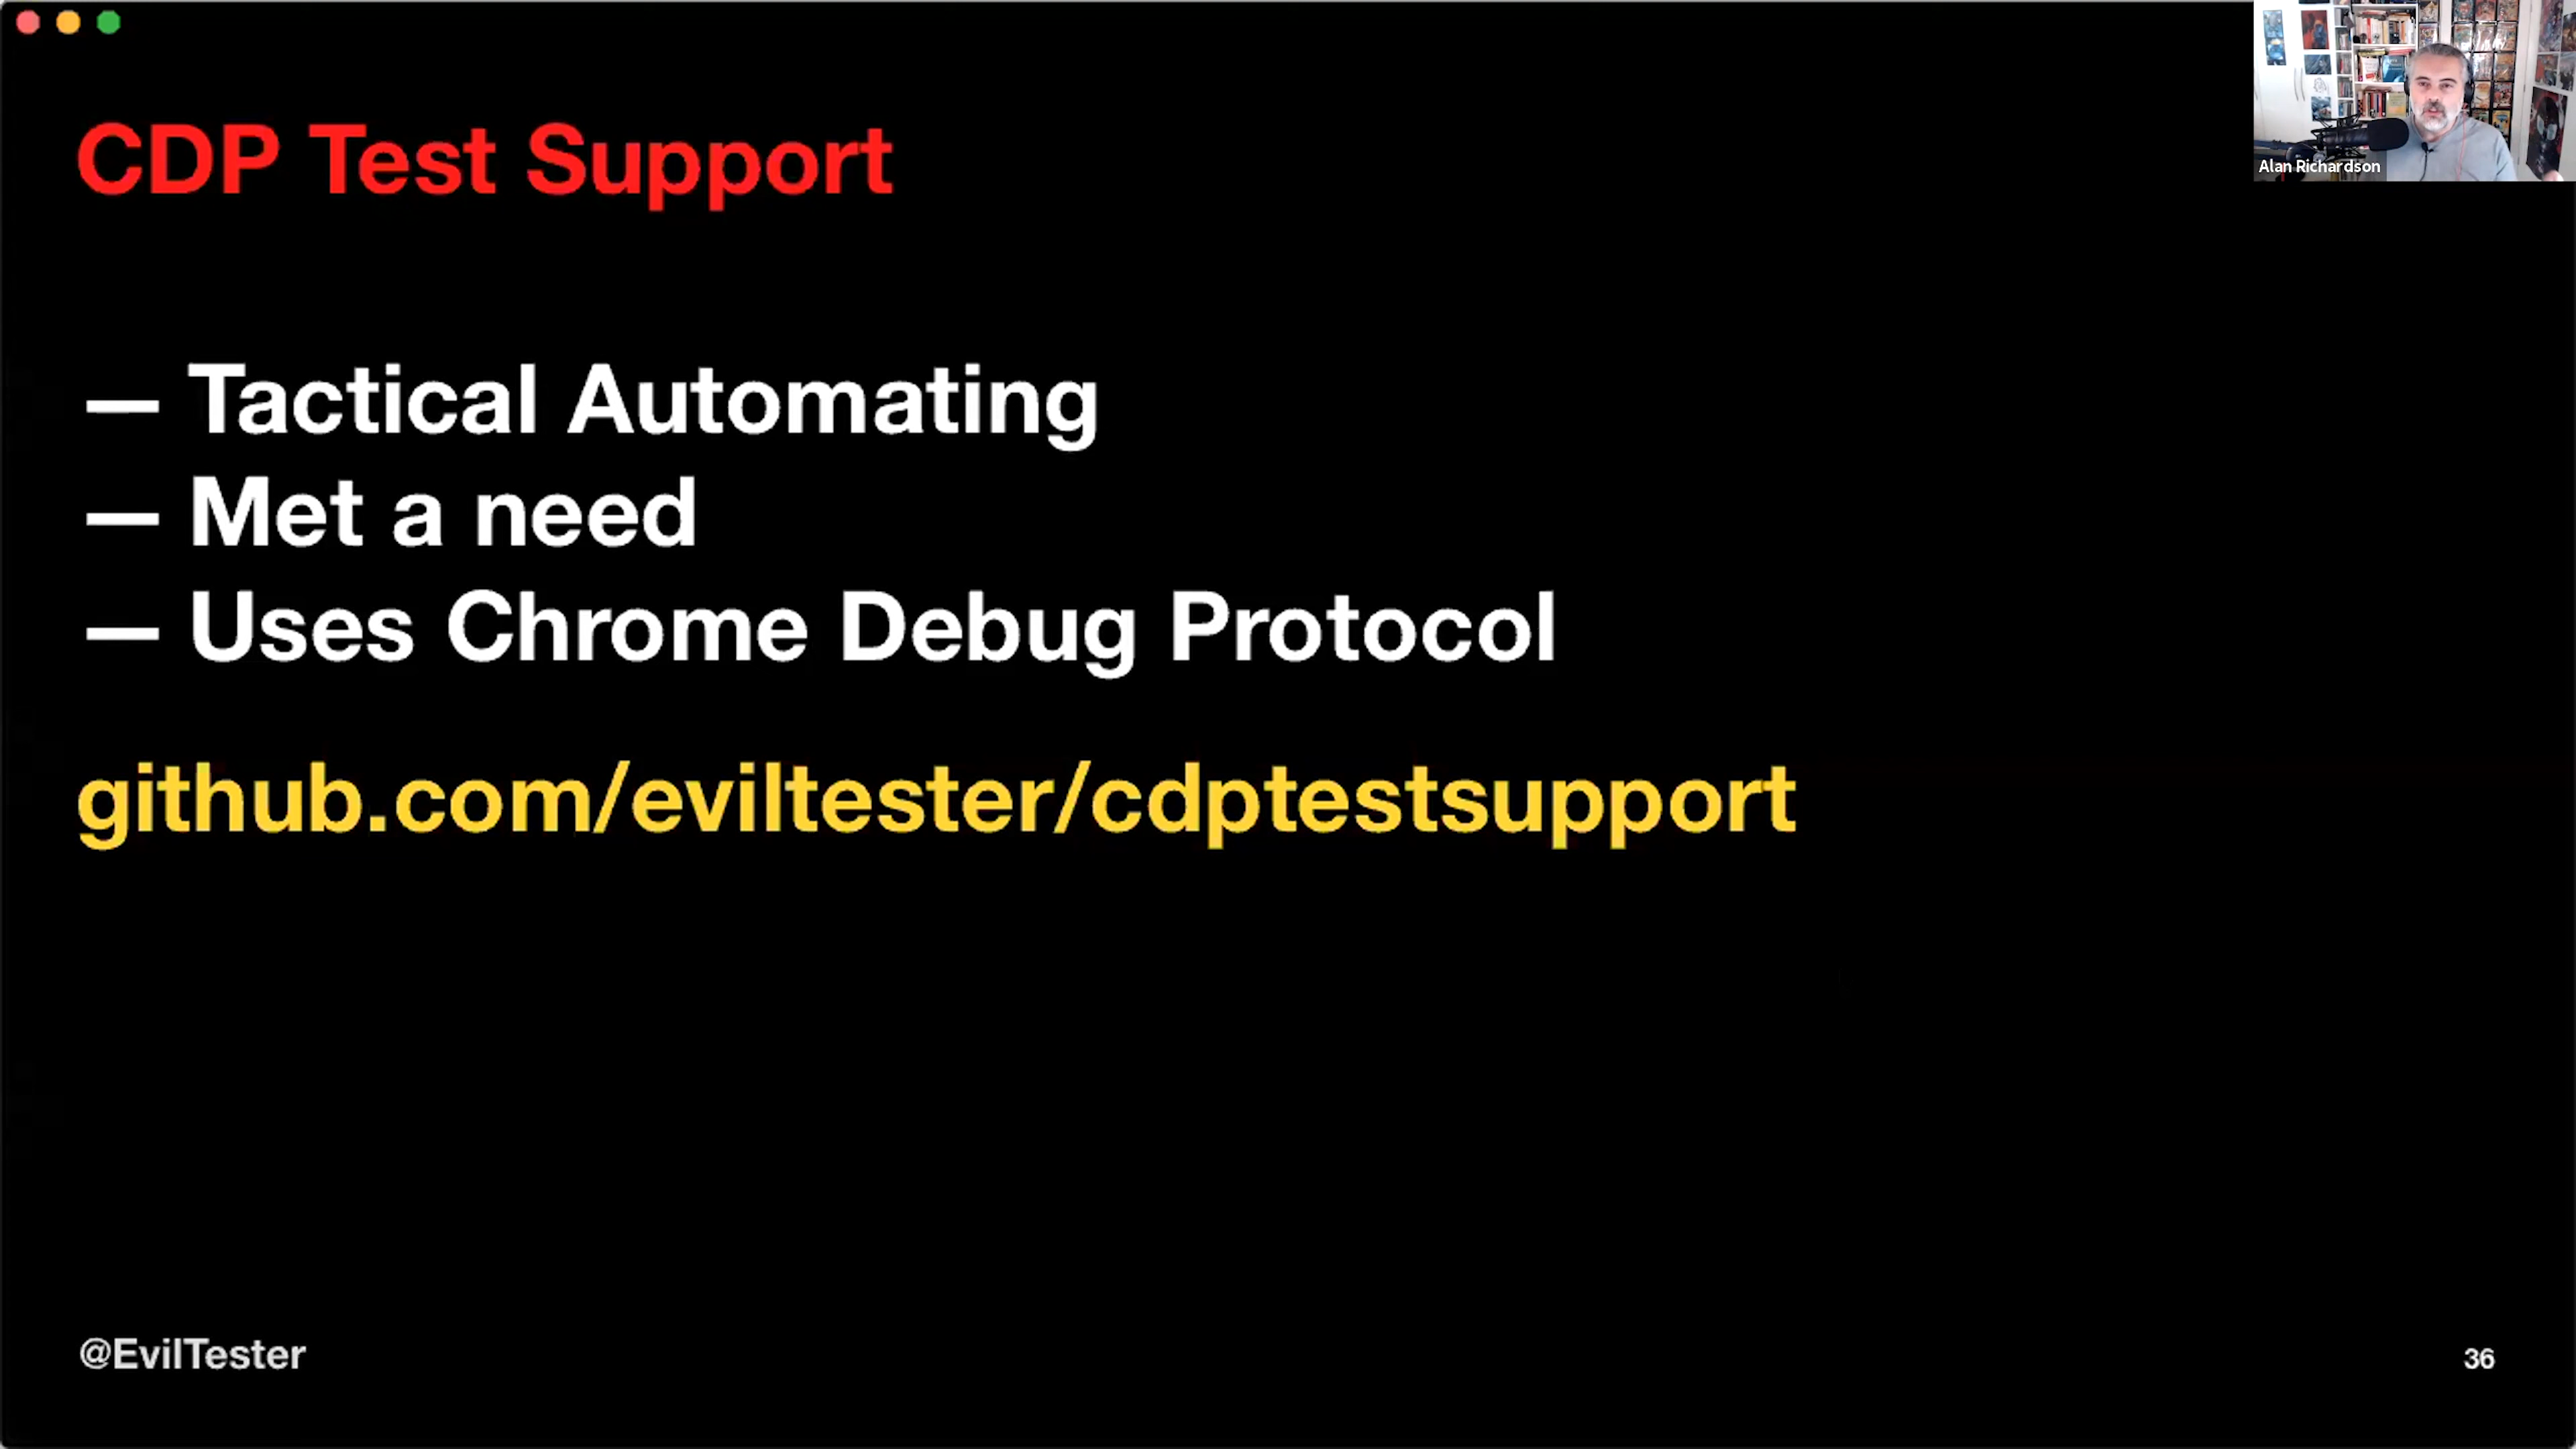 CDP Test Support
Alan Richardson
— Tactical Automating
— Met a need
— Uses Chrome Debug Protocol
github.com/eviltester/cdptestsupport
@EvilTester
36